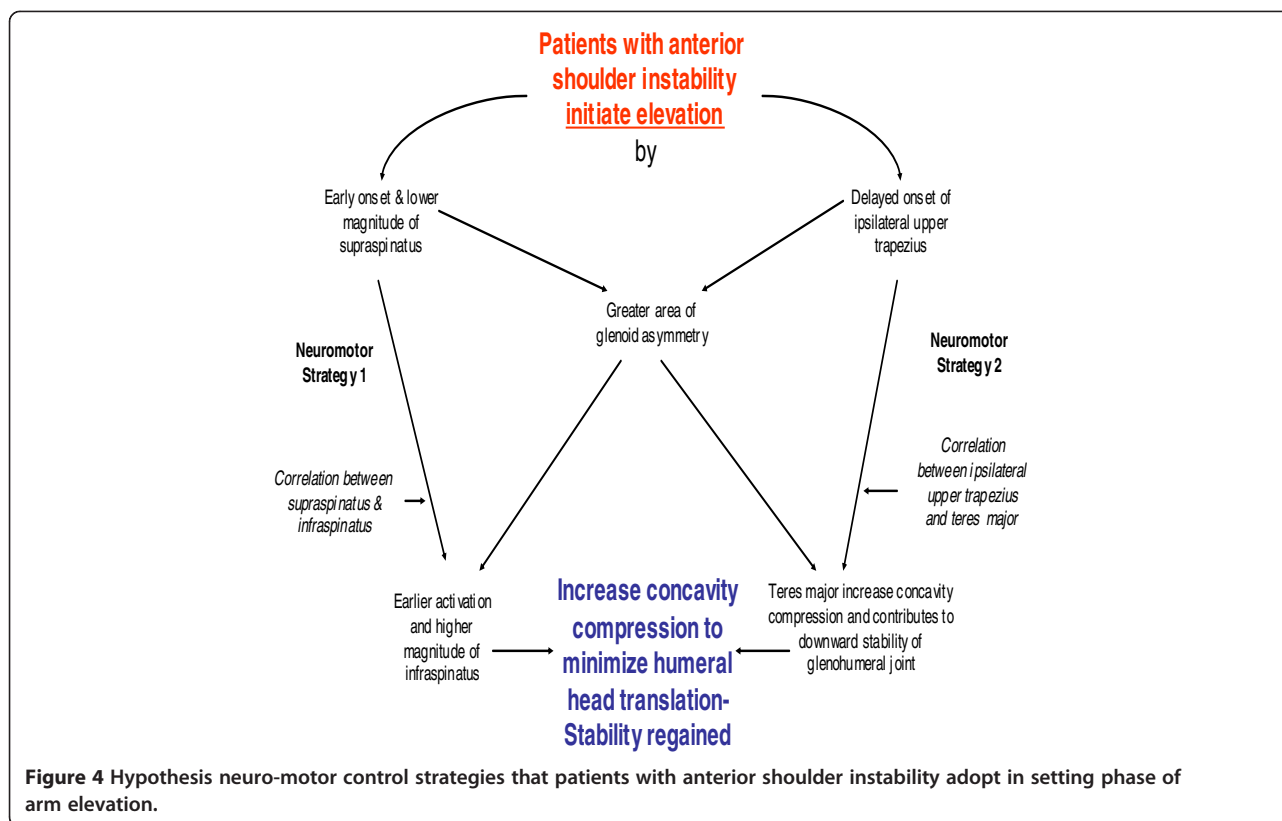 Patients with anterior
shoulder instability
initiate elevation
by
Early onset & lower
magnitude of
supraspinatus
Delayed onset of
ipsilateral upper
trapezius
Greater area of
glenoid asymmetry
Neuromotor
Strategy 1
Neuromotor
Strategy 2
Correlation between
supraspinatus &
infraspinatus
Correlation
between ipsilateral
upper trapezius
and teres major
Earlier activation
and higher
magnitude of
infraspinatus
Increase concavity
compression to
minimize humeral
head translation-
Stability regained
Teres major increase concavity
compression and contributes to
downward stability of
glenohumeral joint
Figure 4 Hypothesis neuro-motor control strategies that patients with anterior shoulder instability adopt in setting phase of
arm elevation.